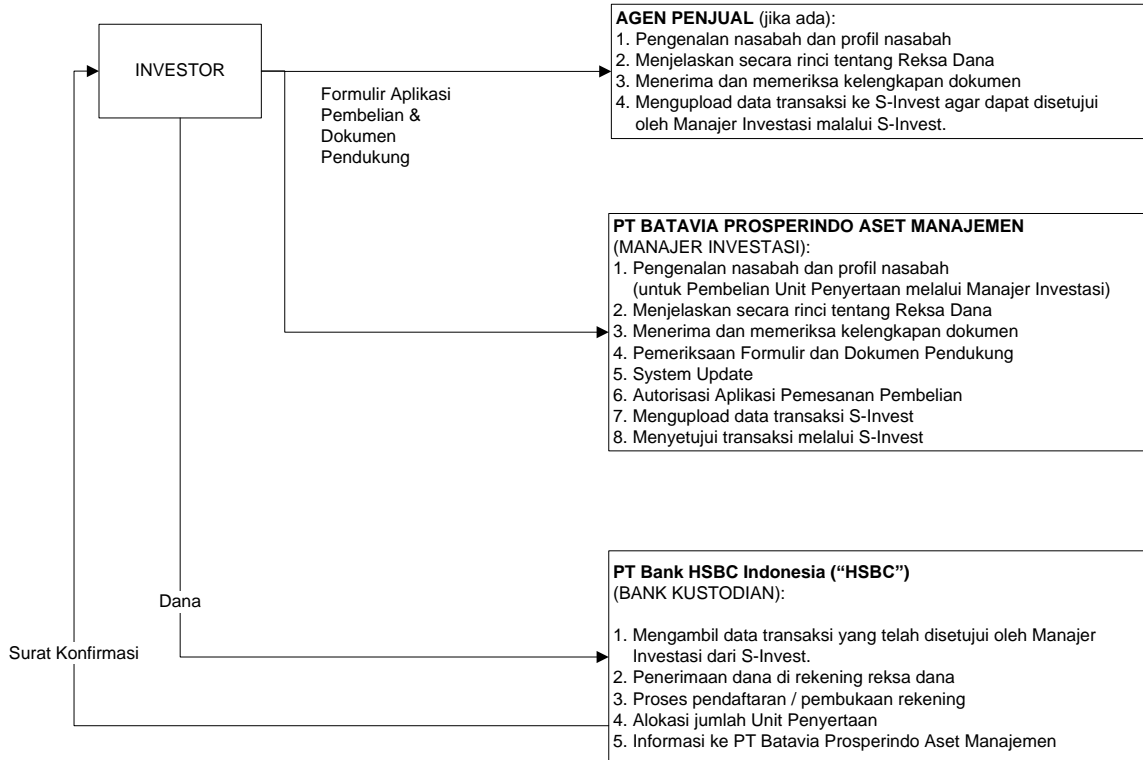 INVESTOR
Formulir Aplikasi
Pembelian &
Dokumen
Pendukung
AGEN PENJUAL (jika ada):
1. Pengenalan nasabah dan profil nasabah
2. Menjelaskan secara rinci tentang Reksa Dana
3. Menerima dan memeriksa kelengkapan dokumen
4. Mengupload data transaksi ke S-Invest agar dapat disetujui
oleh Manajer Investasi malalui S-Invest.
PT BATAVIA PROSPERINDO ASET MANAJEMEN
(MANAJER INVESTASI):
1. Pengenalan nasabah dan profil nasabah
(untuk Pembelian Unit Penyertaan melalui Manajer Investasi)
2. Menjelaskan secara rinci tentang Reksa Dana
3. Menerima dan memeriksa kelengkapan dokumen
4. Pemeriksaan Formulir dan Dokumen Pendukung
5. System Update
6. Autorisasi Aplikasi Pemesanan Pembelian
7. Mengupload data transaksi S-Invest
8. Menyetujui transaksi melalui S-Invest
Dana
Surat Konfirmasi
PT Bank HSBC Indonesia (“HSBC”)
(BANK KUSTODIAN):
1. Mengambil data transaksi yang telah disetujui oleh Manajer
Investasi dari S-Invest.
2. Penerimaan dana di rekening reksa dana
3. Proses pendaftaran / pembukaan rekening
4. Alokasi jumlah Unit Penyertaan
5. Informasi ke PT Batavia Prosperindo Aset Manajemen